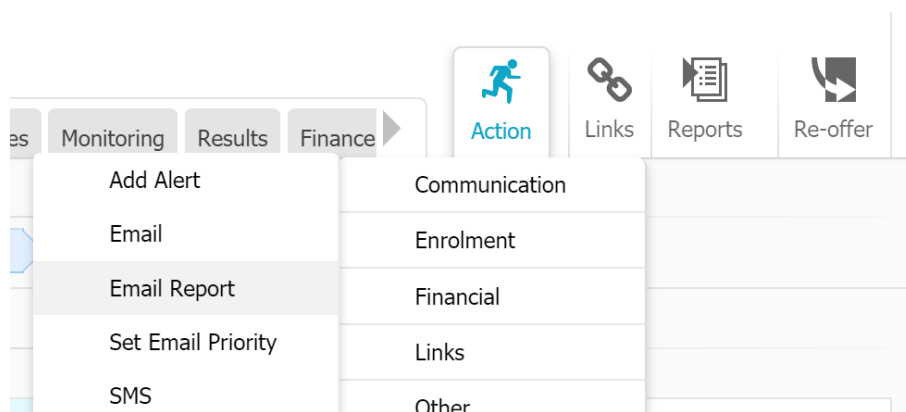 Action
Links
Reports
Re-offer
es
Monitoring
Results
Finance
Add Alert
Email
Email Report
Set Email Priority
SMS
Communication
Enrolment
Financial
Links
Other